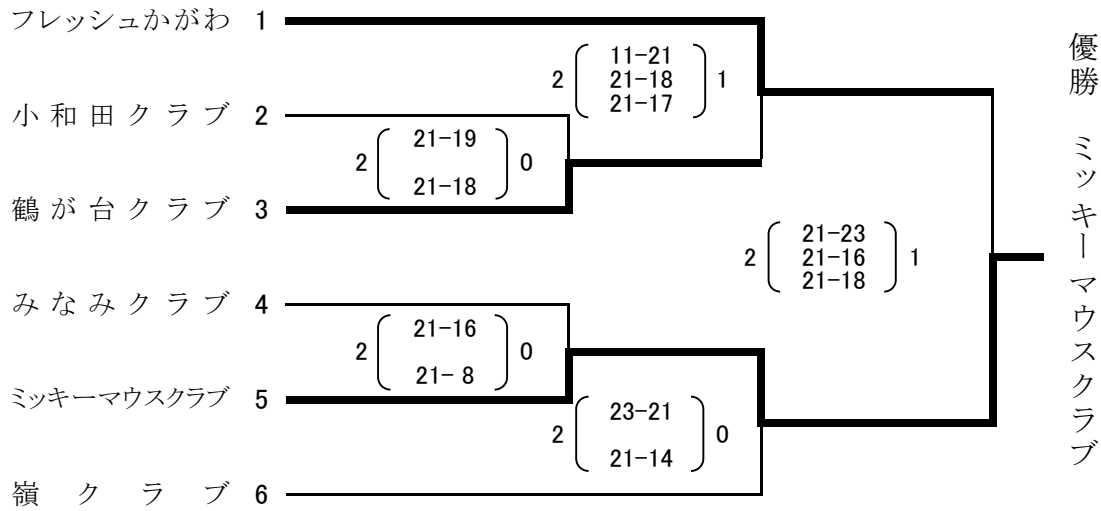 フレッシュかがわ 1
小和田クラブ 2
鶴が台クラブ 3
みなみクラブ 4
ミッキーマウスクラブ 5
嶺クラブ 6
2 ( 21-19 21-18 ) 0
2 ( 21-16 21- 8 ) 0
2 ( 11-21 21-18 21-17 ) 1
2 ( 23-21 21-14 ) 0
2 ( 21-23 21-16 21-18 ) 1
優勝 ミッキーマウスクラブ